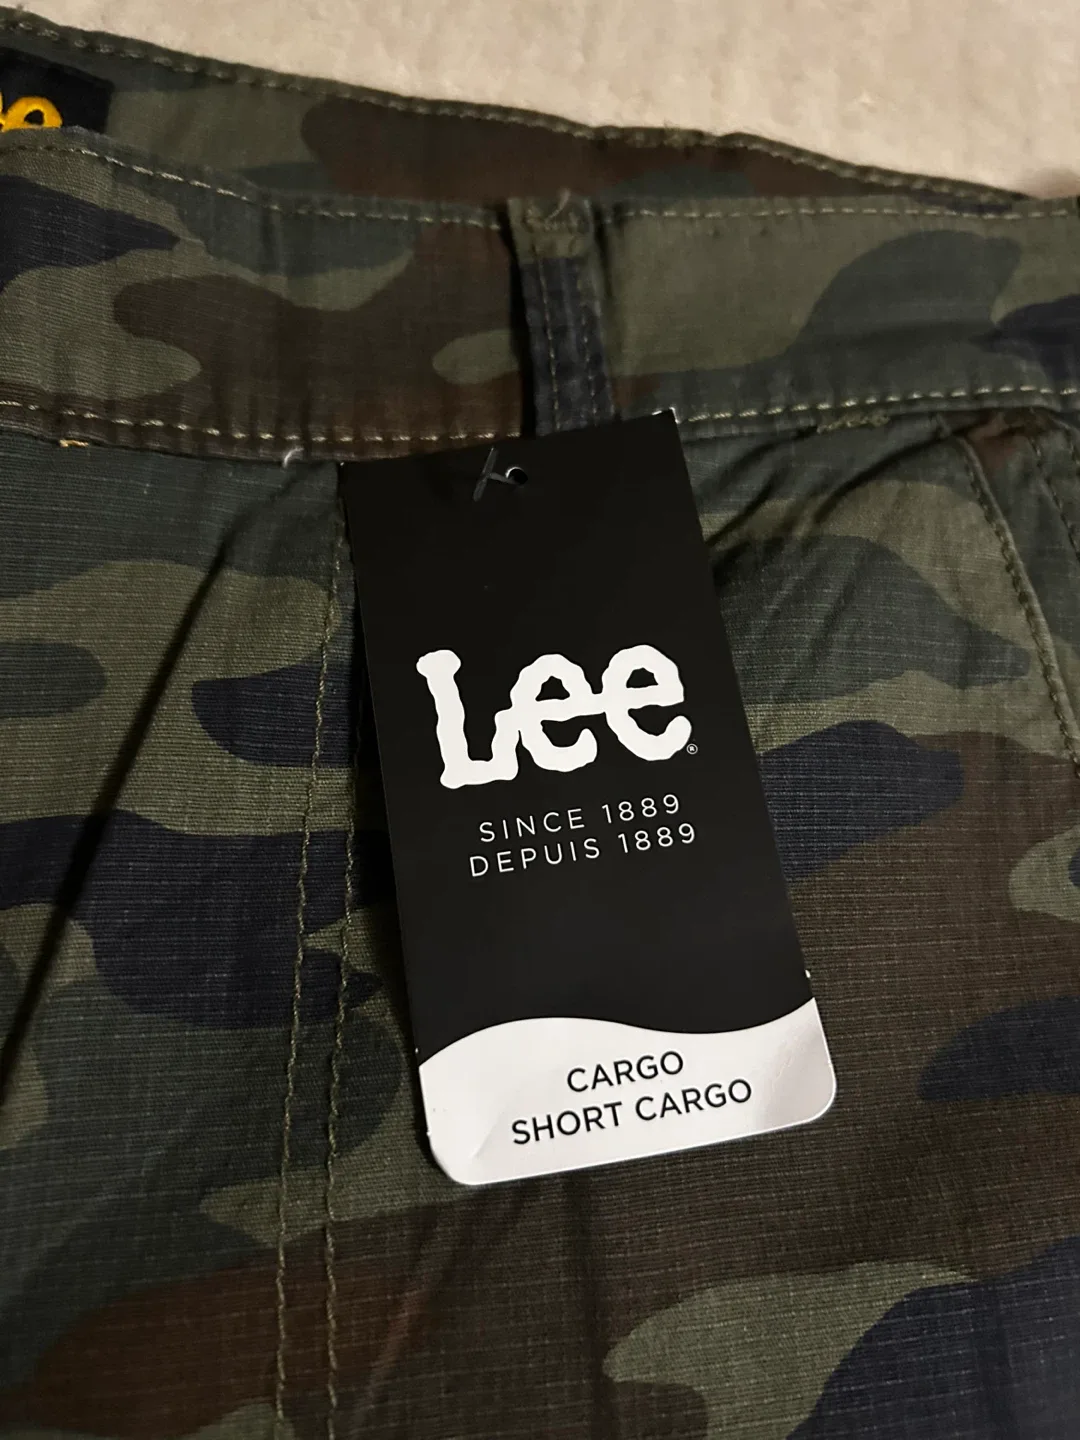 Lee®
SINCE 1889
DEPUIS 1889
CARGO
SHORT CARGO